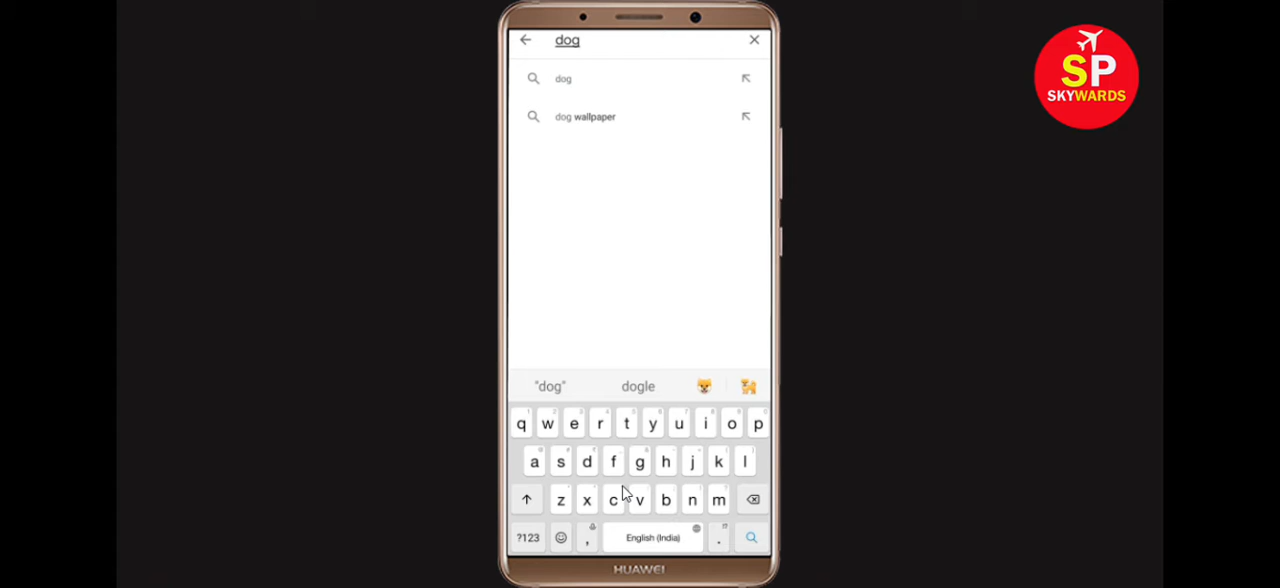 dog
SP
SKYWARDS
dog
dog wallpaper
"dog" dogle
q w e r t y u i o p
a s d f g h j k l
z x c v b n m
?123 , English (India) .
HUAWEI